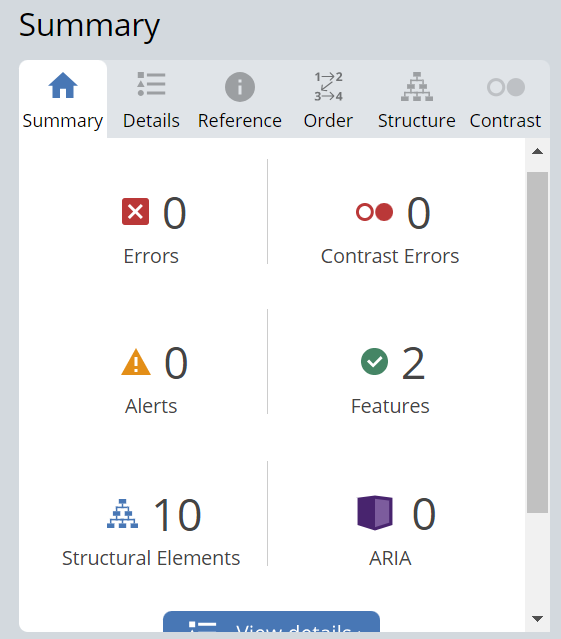 Summary
1 2
3 4
Summary Details Reference Order Structure Contrast
0 0
Errors Contrast Errors
0 2
Alerts Features
10 0
Structural Elements ARIA
View details